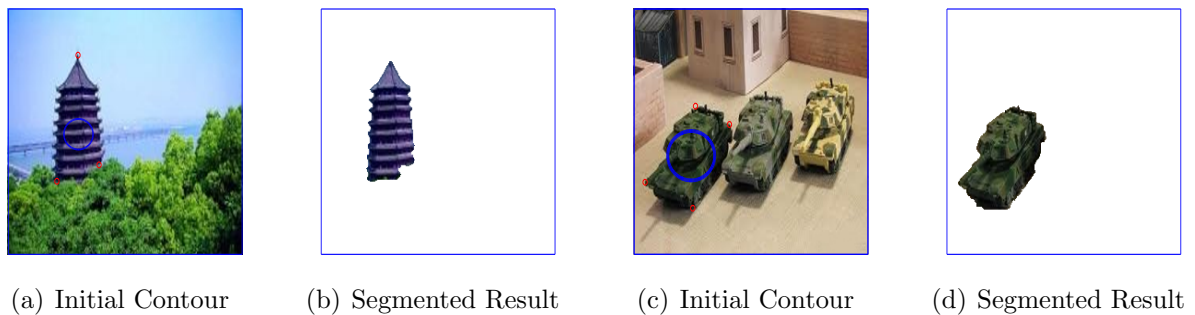 (a) Initial Contour
(b) Segmented Result
(c) Initial Contour
(d) Segmented Result